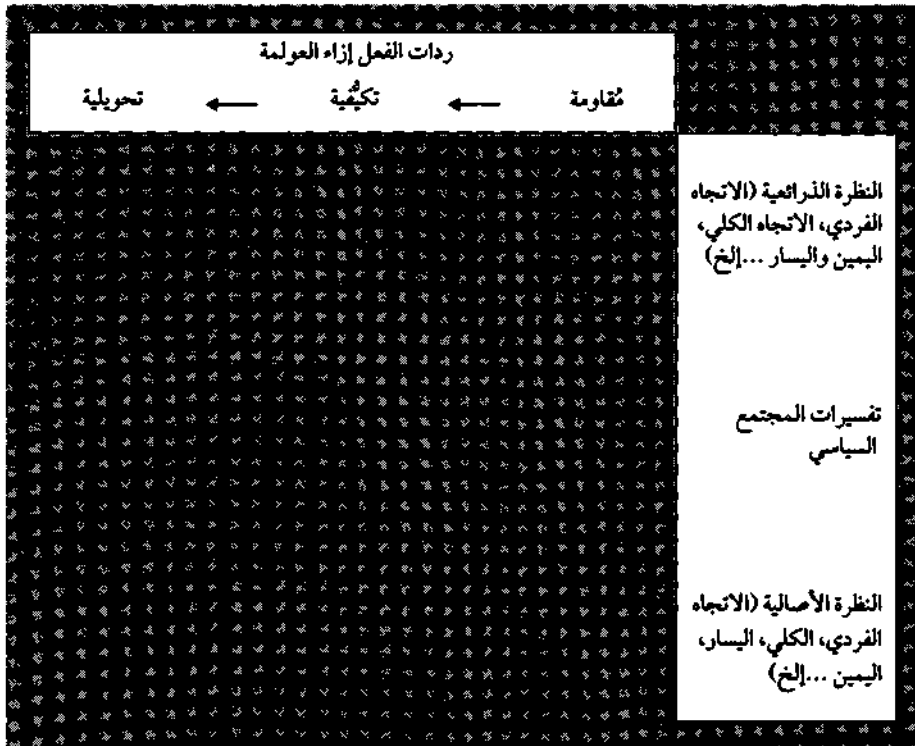 ردات الفعل إزاء العولمة
مُقاومة ← تكيّفية ← تحويلية
النظرة الذرائعية (الاتجاه
الفردي، الاتجاه الكلي،
اليمين واليسار ...إلخ)
تفسيرات المجتمع
السياسي
النظرة الأصالية (الاتجاه
الفردي، الكلي، اليسار،
اليمين ...إلخ)